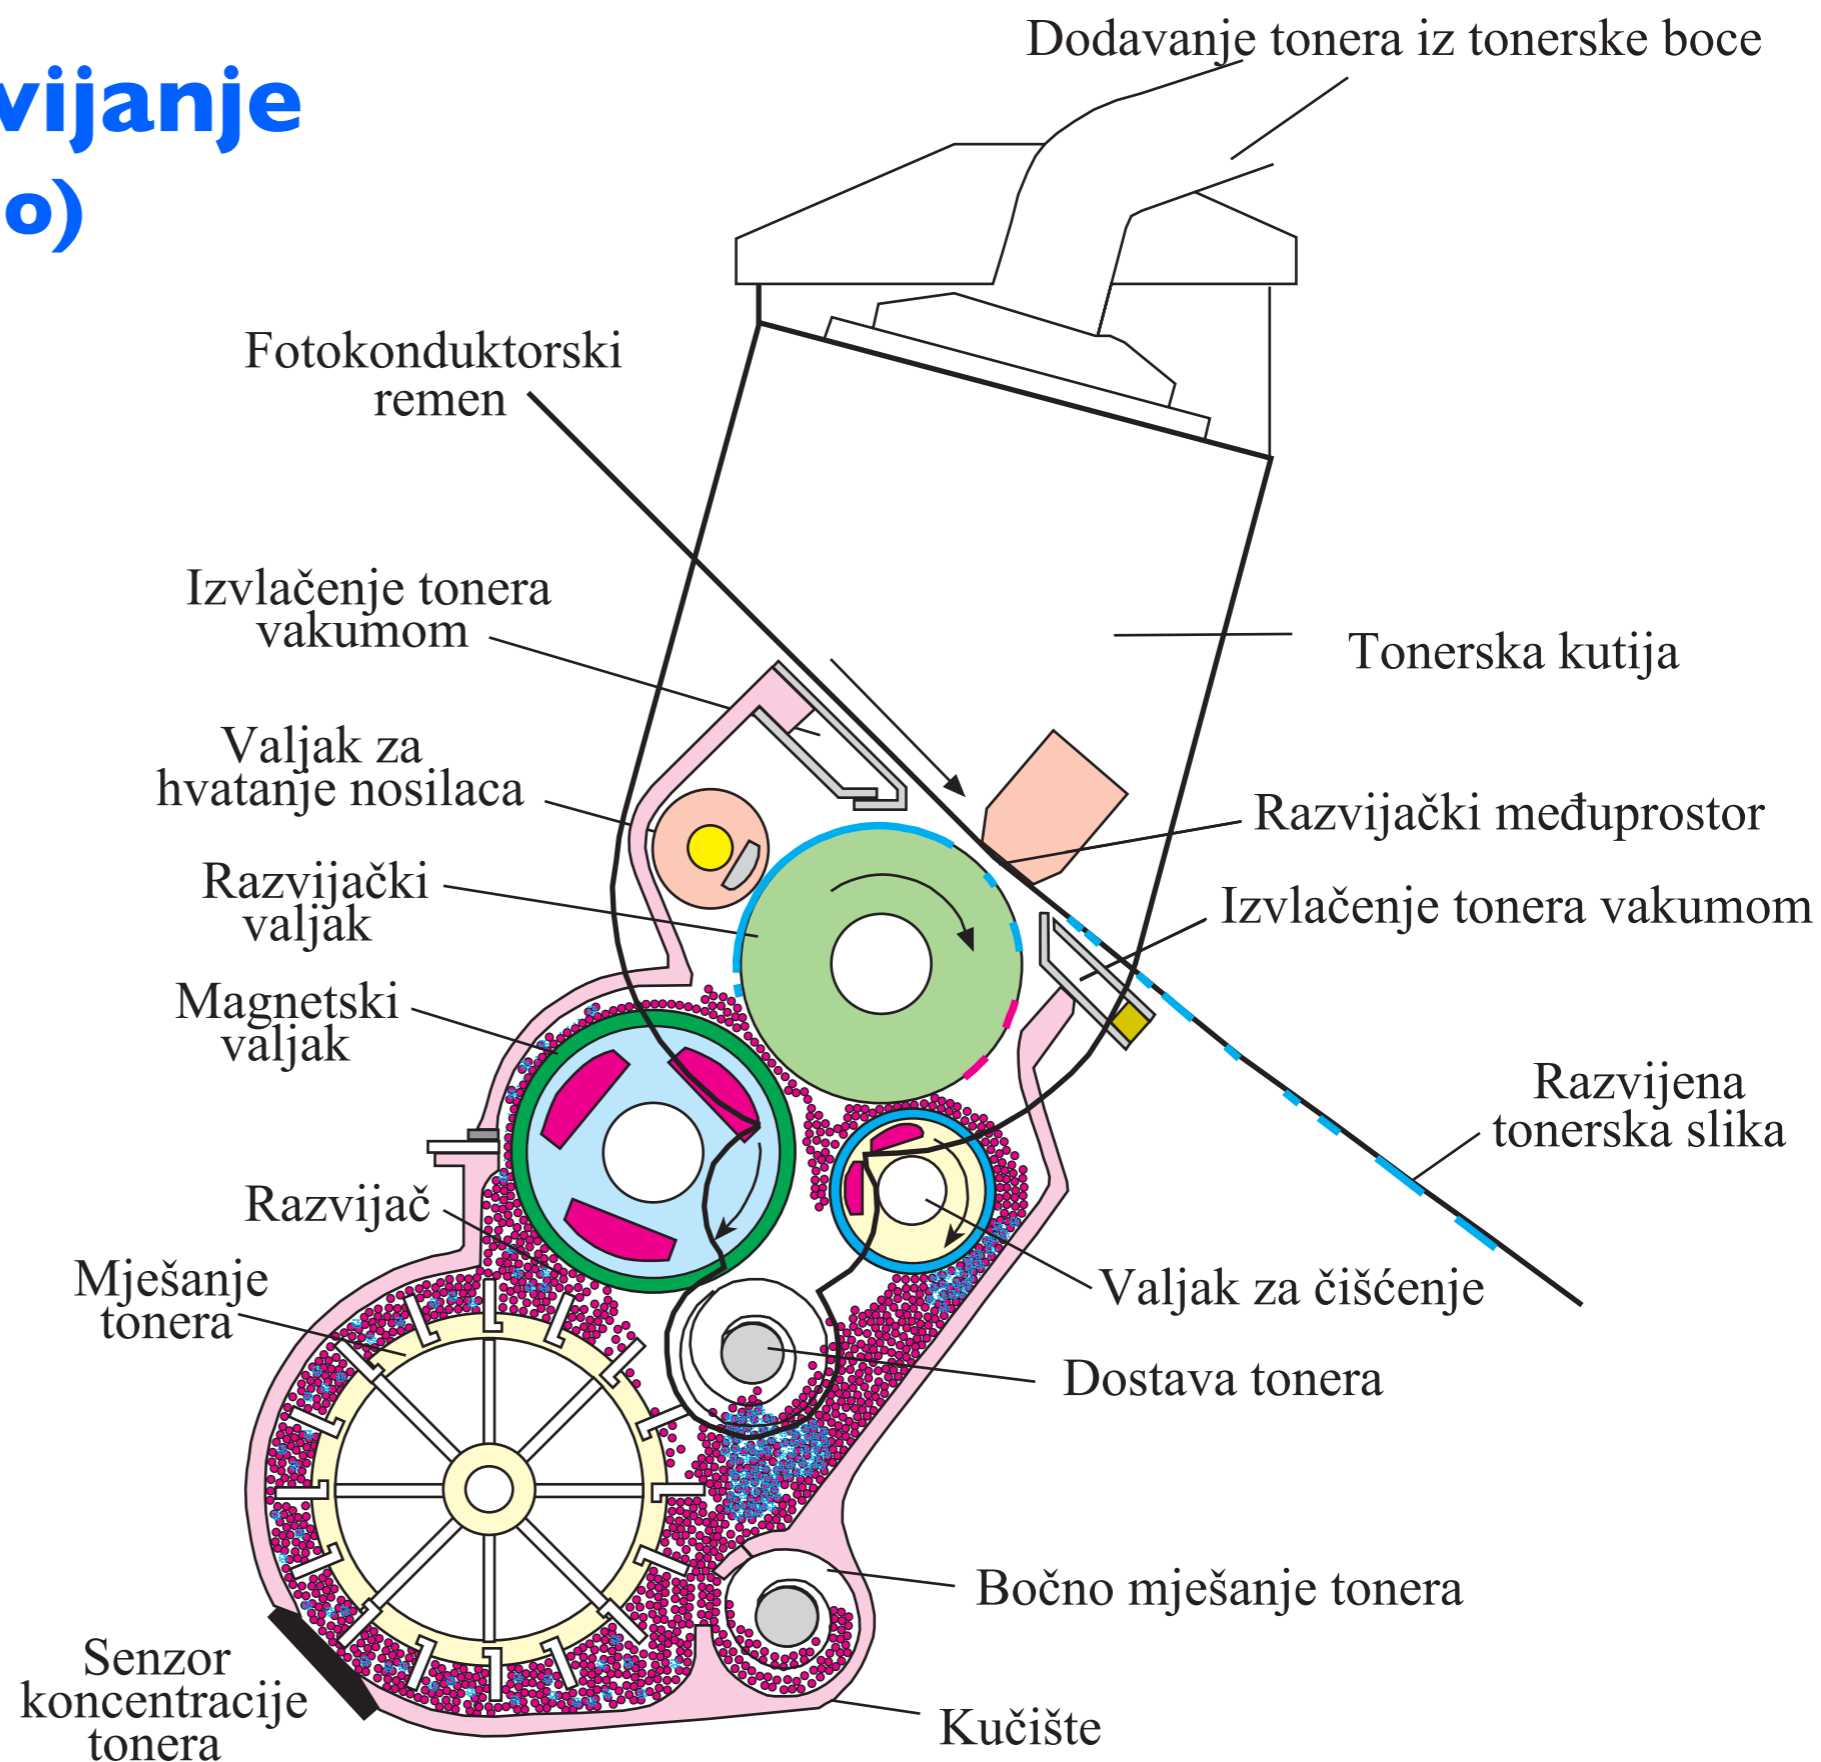 vijanje
o)
Dodavanje tonera iz tonerske boce
Fotokonduktorski
remen
Izvlačenje tonera
vakumom
Tonerska kutija
Valjak za
hvatanje nosilaca
Razvijački međuprostor
Razvijački
valjak
Izvlačenje tonera vakumom
Magnetski
valjak
Razvijena
tonerska slika
Razvijač
Mješanje
tonera
Valjak za čišćenje
Dostava tonera
Bočno mješanje tonera
Senzor
koncentracije
tonera
Kučište